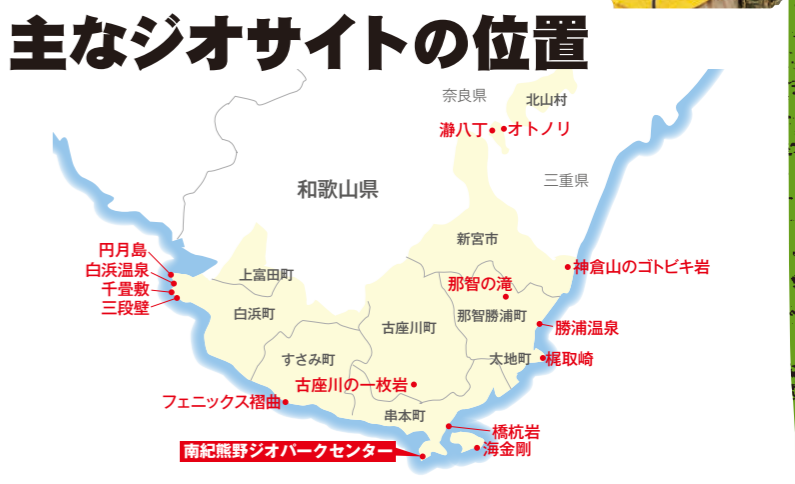 主なジオサイトの位置
奈良県
北山村
瀞八丁
オトノリ
三重県
和歌山県
新宮市
円月島
白浜温泉
千畳敷
三段壁
上富田町
神倉山のゴトビキ岩
那智の滝
白浜町
古座川町
那智勝浦町
勝浦温泉
すさみ町
太地町
梶取崎
古座川の一枚岩
フェニックス褶曲
串本町
橋杭岩
海金剛
南紀熊野ジオパークセンター